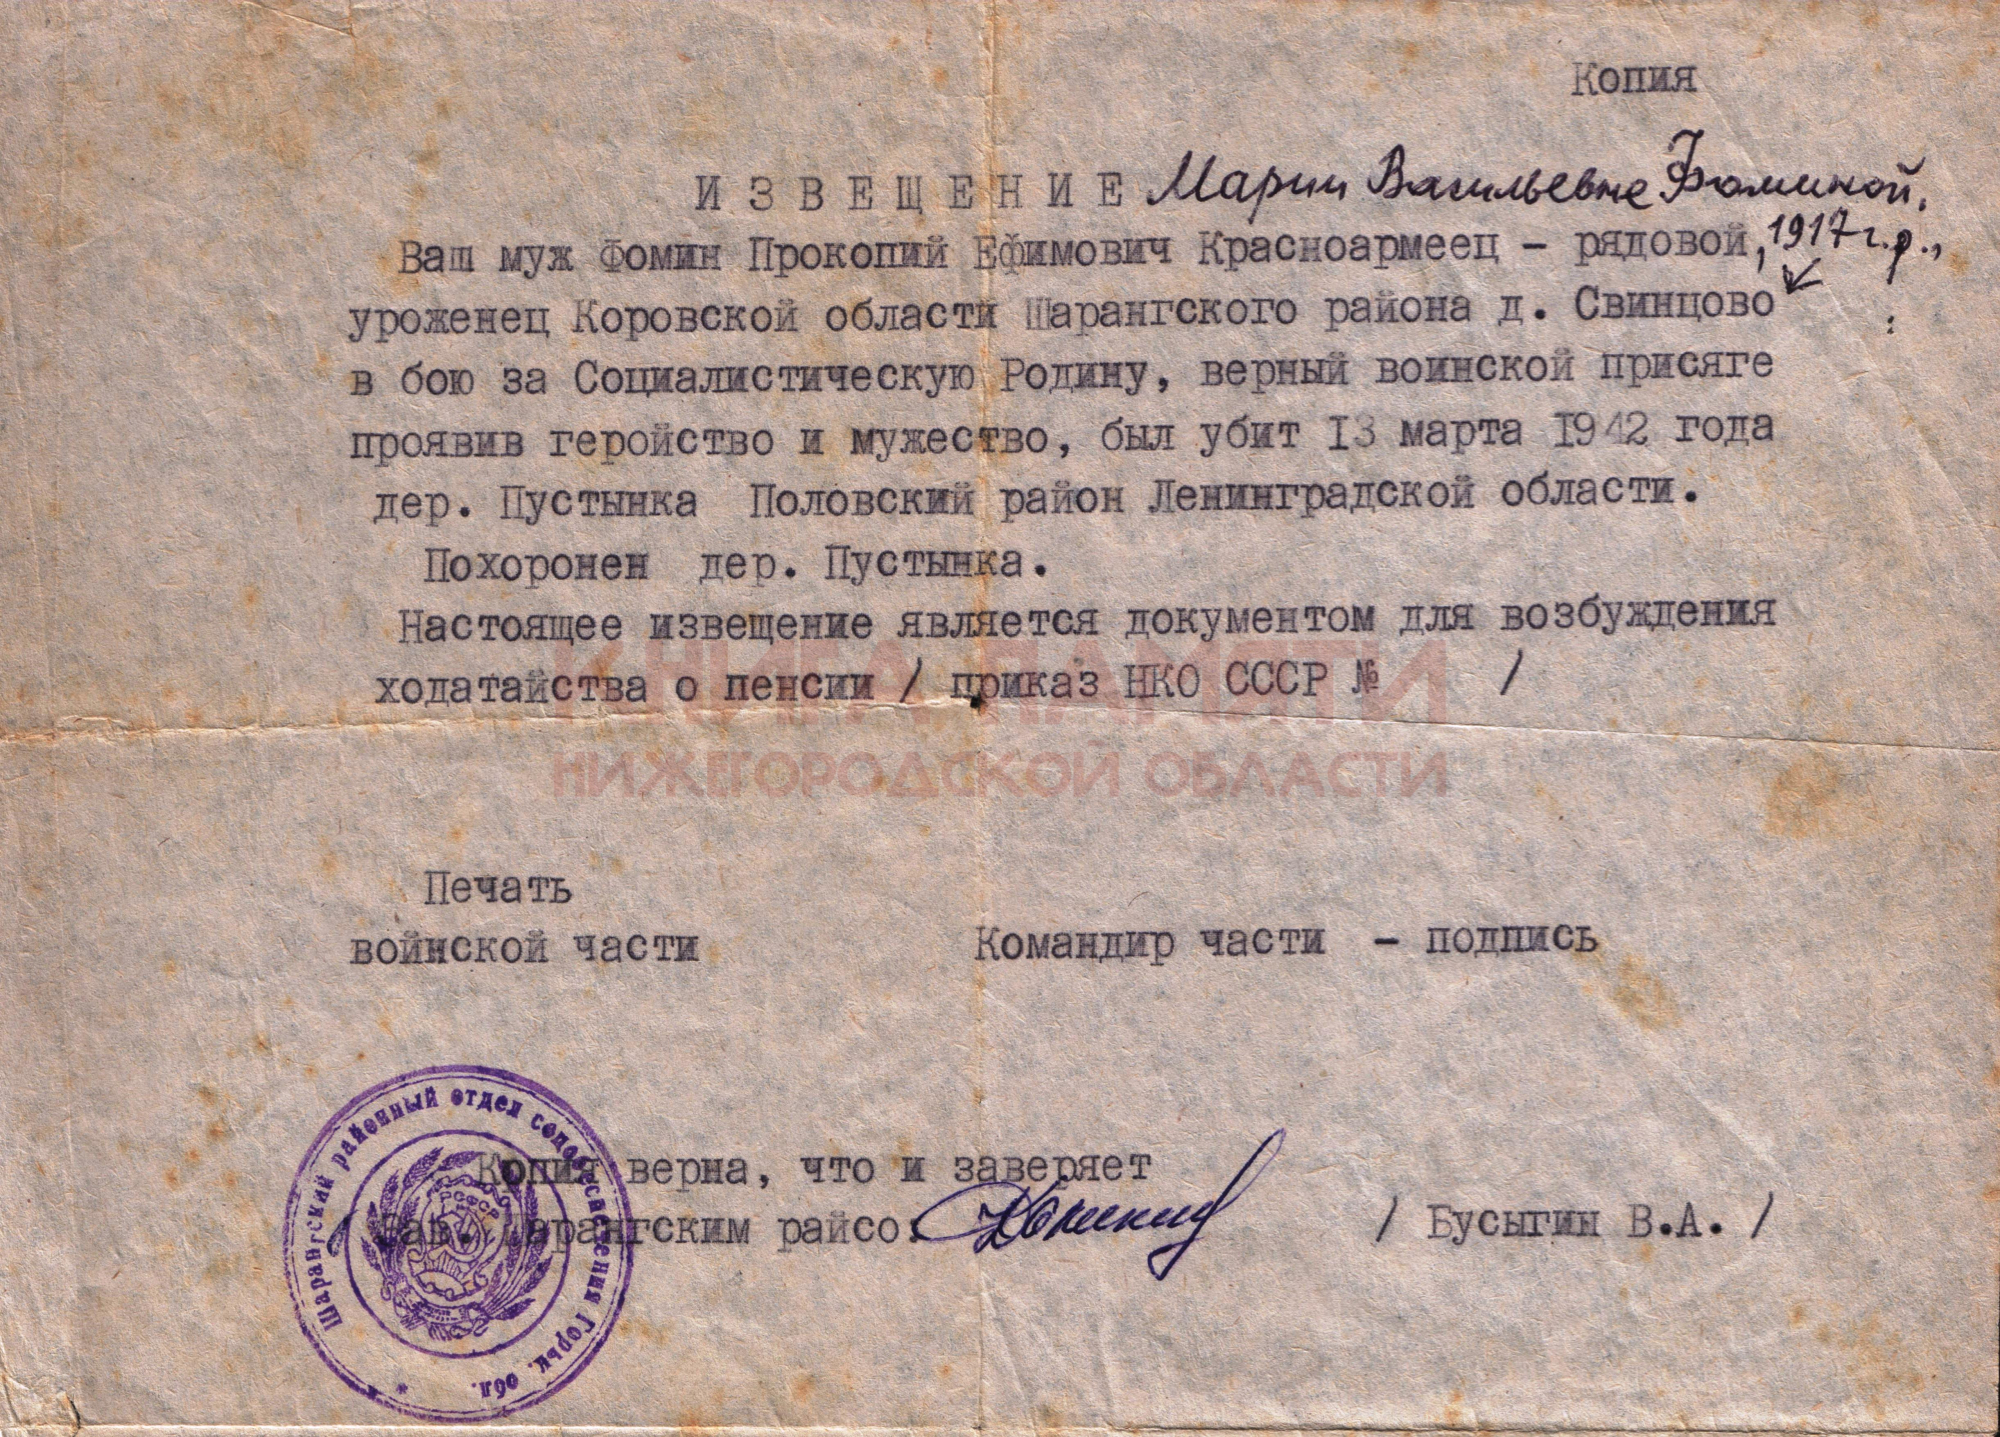 Копия
ИЗВЕЩЕНИЕ Марии Васильевне Фоминой.
Ваш муж Фомин Прокопий Ефимович Красноармеец - рядовой, 1917 г.р.,
уроженец Коровской области Шарангского района д. Свинцово
в бою за Социалистическую Родину, верный воинской присяге
проявив геройство и мужество, был убит 13 марта 1942 года
дер. Пустынка Половский район Ленинградской области.
Похоронен дер. Пустынка.
Настоящее извещение является документом для возбуждения
ходатайства о пенсии / приказ НКО СССР № /
КНИГА ПАМЯТИ
НИЖЕГОРОДСКОЙ ОБЛАСТИ
Печать
войнской части Командир части - подпись
Копия верна, что и заверяет
Зав. Шарангским райсо. / Бусыгин В.А. /
Шарангский районный отдел соцобеспечения Горьк. обл.
РСФСР